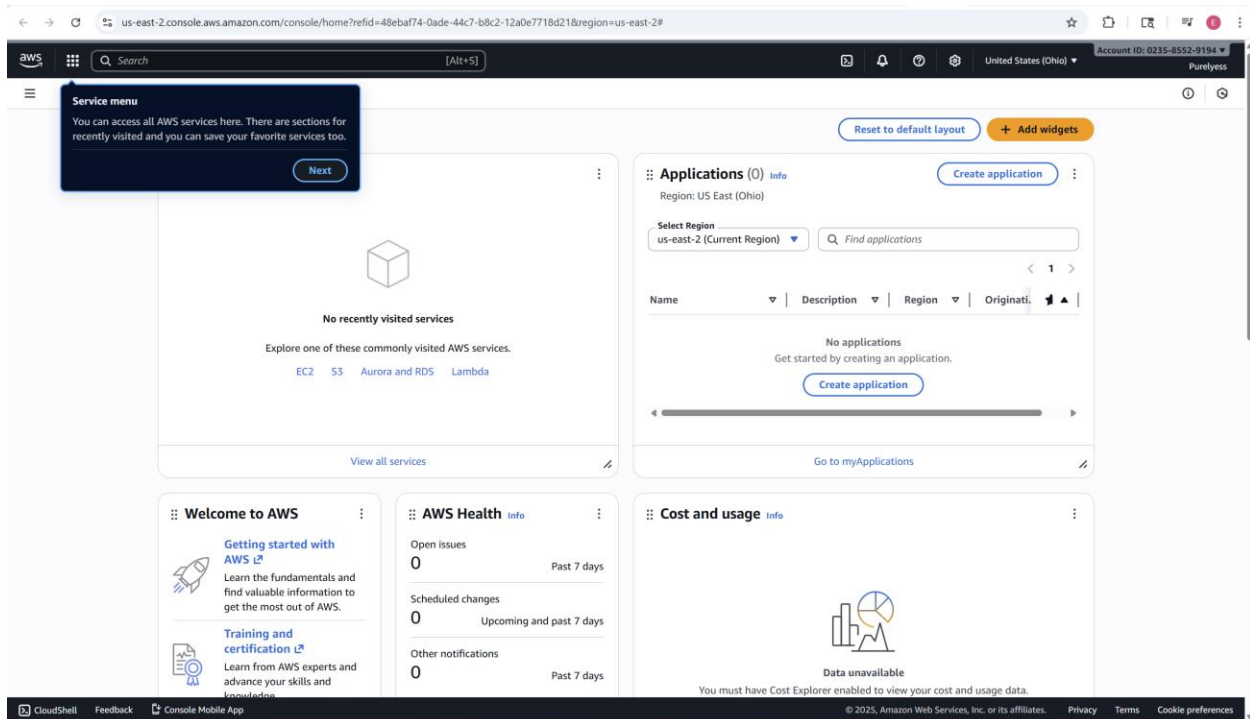 us-east-2.console.aws.amazon.com/console/home?refid=48ebaf74-0ade-44c7-b8c2-12a0e7718d21&region=us-east-2#
E
aws
Search
[Alt+S]
United States (Ohio)
Account ID: 0235-8552-9194
Purelyess
Service menu
You can access all AWS services here. There are sections for
recently visited and you can save your favorite services too.
Next
Reset to default layout
+ Add widgets
No recently visited services
Explore one of these commonly visited AWS services.
EC2 S3 Aurora and RDS Lambda
View all services
Applications (0) Info
Create application
Region: US East (Ohio)
Select Region
us-east-2 (Current Region)
Find applications
1
Name Description Region Originati.
No applications
Get started by creating an application.
Create application
Go to myApplications
Welcome to AWS
Getting started with
AWS
Learn the fundamentals and
find valuable information to
get the most out of AWS.
Training and
certification
Learn from AWS experts and
advance your skills and
knowledge
AWS Health Info
Open issues
0 Past 7 days
Scheduled changes
0 Upcoming and past 7 days
Other notifications
0 Past 7 days
Cost and usage Info
Data unavailable
You must have Cost Explorer enabled to view your cost and usage data.
CloudShell Feedback Console Mobile App
© 2025, Amazon Web Services, Inc. or its affiliates. Privacy Terms Cookie preferences